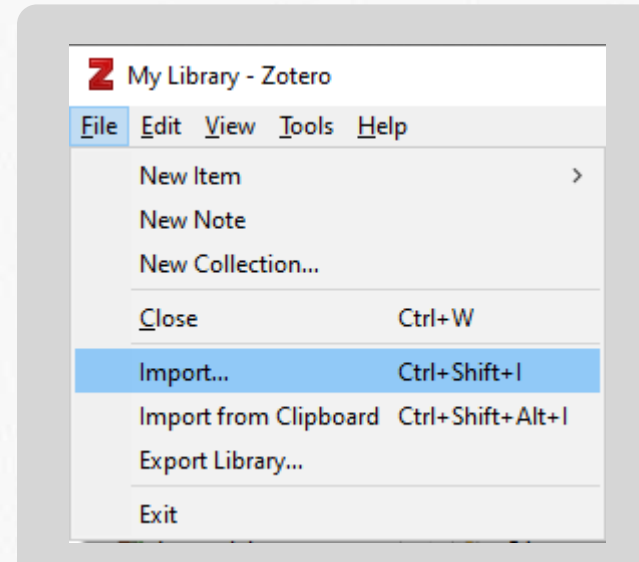 Z My Library - Zotero
File Edit View Tools Help
New Item >
New Note
New Collection...
Close Ctrl+W
Import... Ctrl+Shift+I
Import from Clipboard Ctrl+Shift+Alt+I
Export Library...
Exit